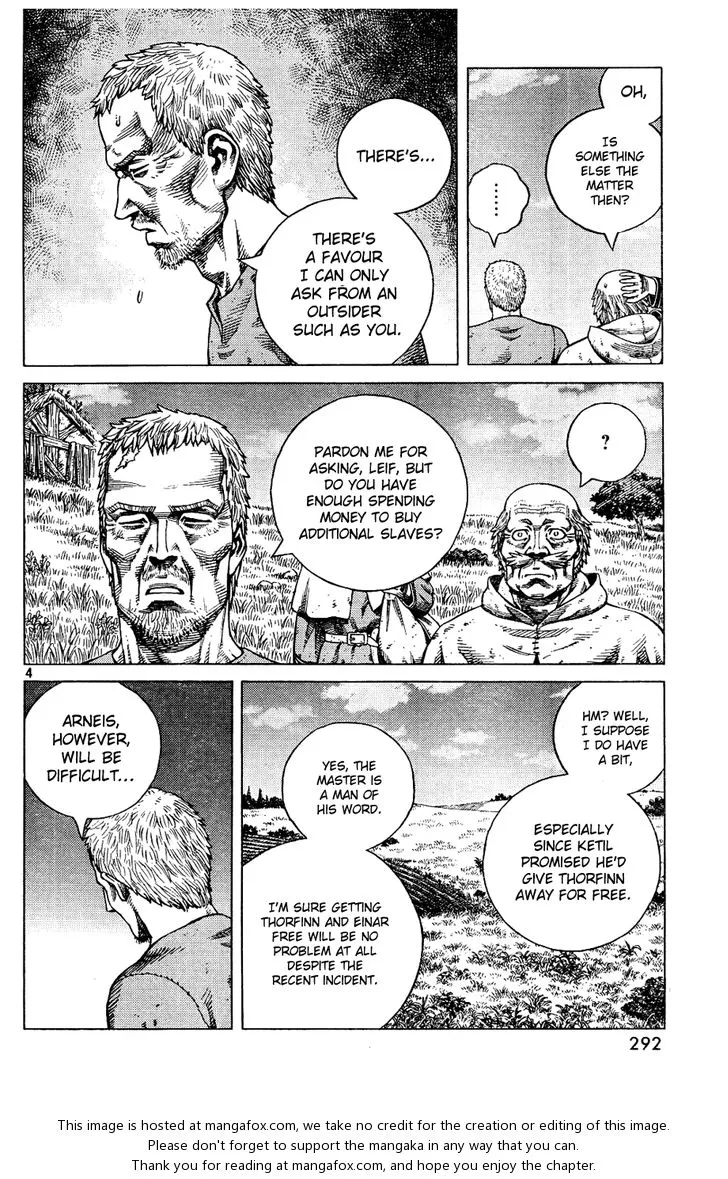 OH,
IS
SOMETHING
ELSE THE
MATTER
THEN?
......
THERE'S...
THERE'S
A FAVOUR
I CAN ONLY
ASK FROM AN
OUTSIDER
SUCH AS YOU.
?
PARDON ME FOR
ASKING, LEIF, BUT
DO YOU HAVE
ENOUGH SPENDING
MONEY TO BUY
ADDITIONAL SLAVES?
4
HM? WELL,
I SUPPOSE
I DO HAVE
A BIT,
ESPECIALLY
SINCE KETIL
PROMISED HE'D
GIVE THORFINN
AWAY FOR FREE.
YES, THE
MASTER IS
A MAN OF
HIS WORD.
I'M SURE GETTING
THORFINN AND EINAR
FREE WILL BE NO
PROBLEM AT ALL
DESPITE THE
RECENT INCIDENT.
ARNEIS,
HOWEVER,
WILL BE
DIFFICULT...
292
This image is hosted at mangafox.com, we take no credit for the creation or editing of this image.
Please don't forget to support the mangaka in any way that you can.
Thank you for reading at mangafox.com, and hope you enjoy the chapter.